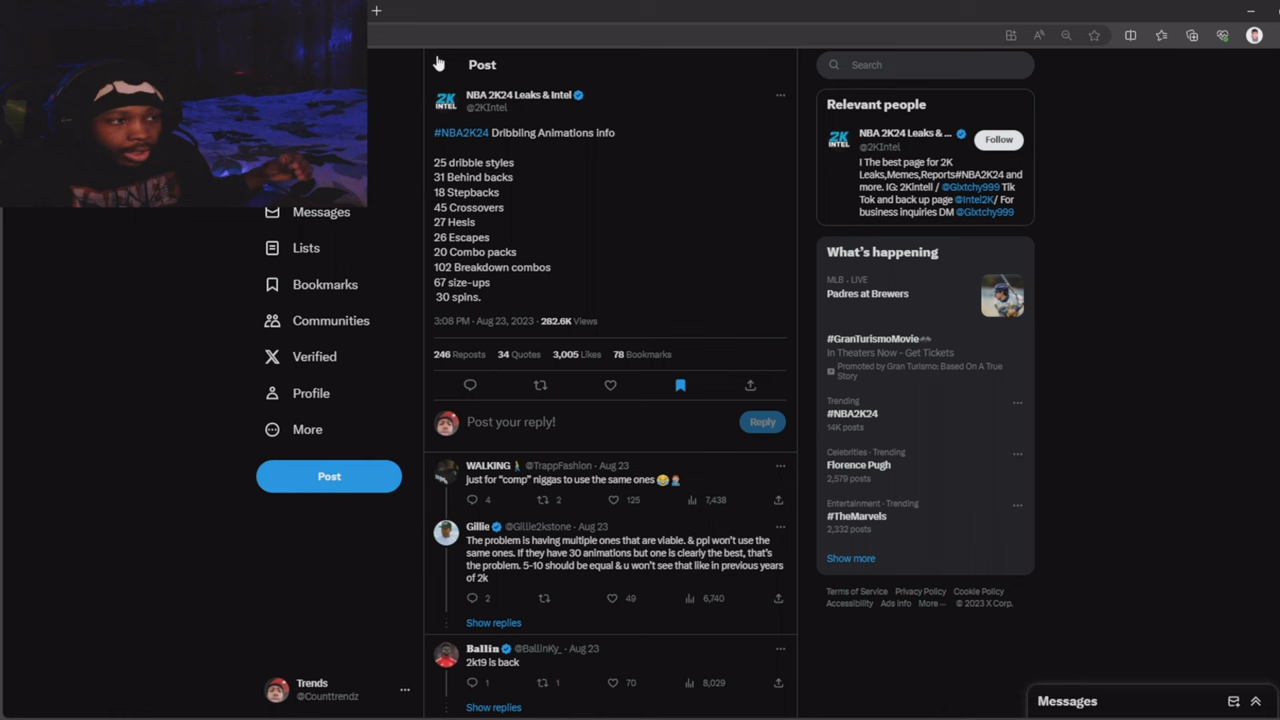 Post
Search
NBA 2K24 Leaks & Intel
@2KIntel
#NBA2K24 Dribbling Animations info
25 dribble styles
31 Behind backs
18 Stepbacks
45 Crossovers
27 Hesis
26 Escapes
20 Combo packs
102 Breakdown combos
67 size-ups
30 spins.
3:08 PM · Aug 23, 2023 · 282.6K Views
246 Reposts 34 Quotes 3,005 Likes 78 Bookmarks
Post your reply!
Reply
WALKING @TrappFashion · Aug 23
just for “comp” niggas to use the same ones 😂🤦🏻‍♂️
4 2 125 7,438
Gillie @Gillie2kstone · Aug 23
The problem is having multiple ones that are viable. & ppl won’t use the
same ones. If they have 30 animations but one is clearly the best, that’s
the problem. 5-10 should be equal & u won’t see that like in previous years
of 2k
2 49 6,740
Show replies
Ballin @BallinKy_ · Aug 23
2k19 is back
1 1 70 8,029
Show replies
Messages
Lists
Bookmarks
Communities
Verified
Profile
More
Post
Trends
@Counttrendz
Relevant people
NBA 2K24 Leaks & ...
@2KIntel
Follow
I The best page for 2K
Leaks,Memes,Reports#NBA2K24 and
more. IG: 2Kintell / @Glxtchy999 Tik
Tok and back up page @Intel2K/ For
business inquiries DM @Glxtchy999
What’s happening
MLB · LIVE
Padres at Brewers
#GranTurismoMovie
In Theaters Now - Get Tickets
Promoted by Gran Turismo: Based On A True
Story
Trending
#NBA2K24
14K posts
Celebrities · Trending
Florence Pugh
2,579 posts
Entertainment · Trending
#TheMarvels
2,332 posts
Show more
Terms of Service Privacy Policy Cookie Policy
Accessibility Ads info More ··· © 2023 X Corp.
Messages
2K
INTEL
2K
INTEL